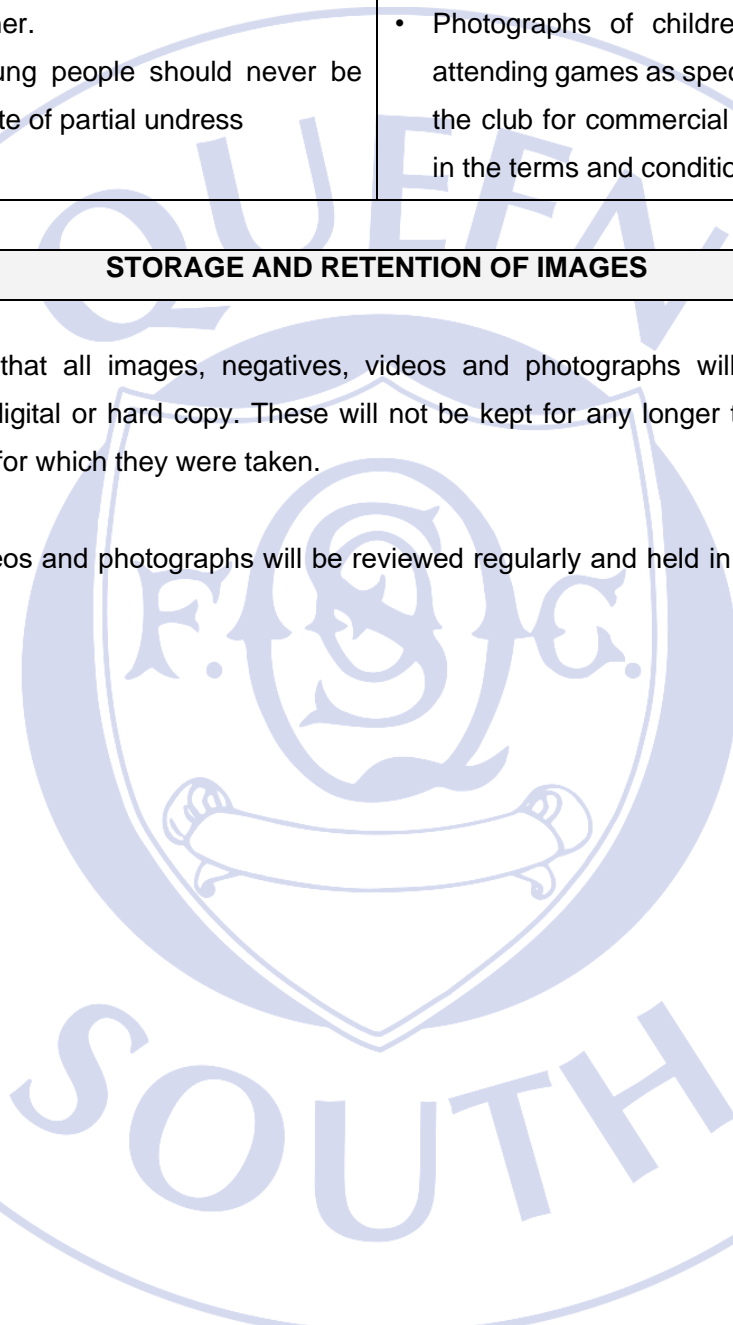 ner.
ung people should never be
te of partial undress
• Photographs of childre
attending games as spec
the club for commercial
in the terms and conditio
STORAGE AND RETENTION OF IMAGES
that all images, negatives, videos and photographs will
digital or hard copy. These will not be kept for any longer t
for which they were taken.
eos and photographs will be reviewed regularly and held in
QUEEN
F. C.
SOUTH